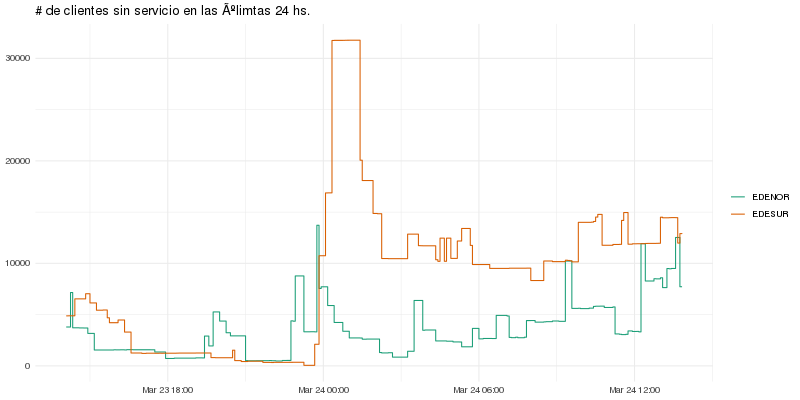 # de clientes sin servicio en las Ãºlimtas 24 hs.
30000
20000
10000
0
Mar 23 18:00
Mar 24 00:00
Mar 24 06:00
Mar 24 12:00
EDENOR
EDESUR